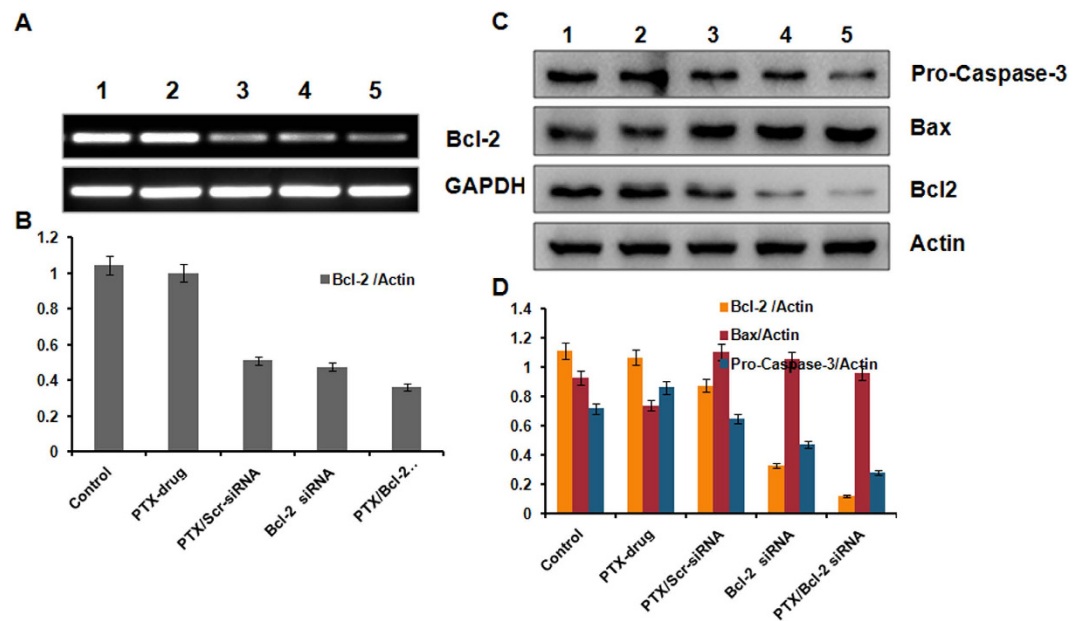 A
1 2 3 4 5
Bcl-2
GAPDH
B
1.2
1
0.8
0.6
0.4
0.2
0
Bcl-2 /Actin
Control
PTX-drug
PTX/Scr-siRNA
Bcl-2 siRNA
PTX/Bcl-2..
C
1 2 3 4 5
Pro-Caspase-3
Bax
Bcl2
Actin
D
1.4
1.2
1
0.8
0.6
0.4
0.2
0
Bcl-2 /Actin
Bax/Actin
Pro-Caspase-3/Actin
Control
PTX-drug
PTX/Scr-siRNA
Bcl-2 siRNA
PTX/Bcl-2 siRNA